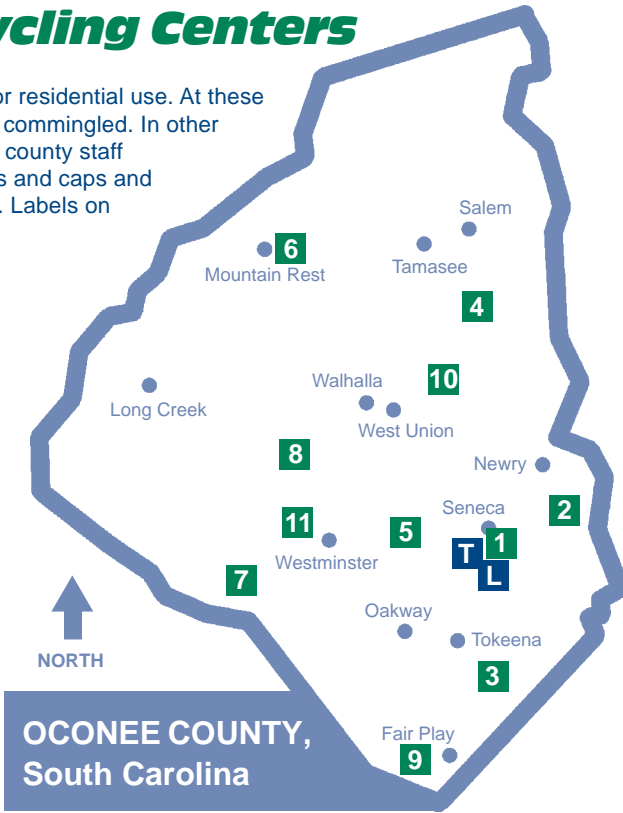 ycling Centers
or residential use. At these
commingled. In other
county staff
s and caps and
. Labels on
Salem
Tamasee
6
Mountain Rest
4
10
Walhalla
West Union
Long Creek
8
Newry
2
Seneca
11
5
1
T
L
Westminster
7
Oakway
Tokeena
NORTH
3
OCONEE COUNTY,
South Carolina
Fair Play
9